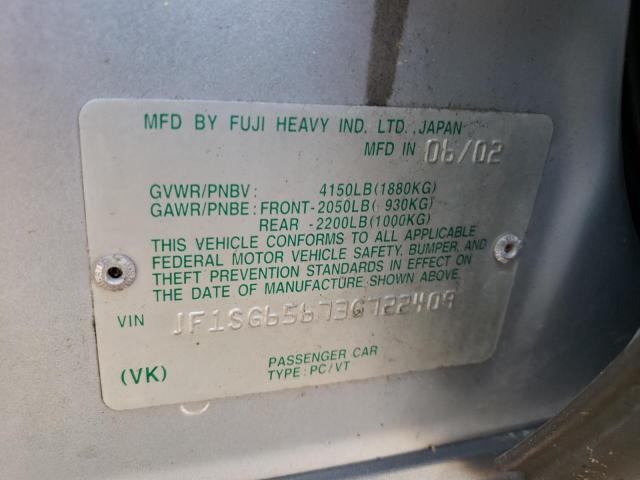 MFD BY FUJI HEAVY IND. LTD. JAPAN
MFD IN 06/02
GVWR/PNBV: 4150LB(1880KG)
GAWR/PNBE: FRONT-2050LB( 930KG)
REAR -2200LB(1000KG)
THIS VEHICLE CONFORMS TO ALL APPLICABLE
FEDERAL MOTOR VEHICLE SAFETY, BUMPER, AND
THEFT PREVENTION STANDARDS IN EFFECT ON
THE DATE OF MANUFACTURE SHOWN ABOVE.
VIN JF1SG65673G722409
PASSENGER CAR
(VK) TYPE: PC/VT